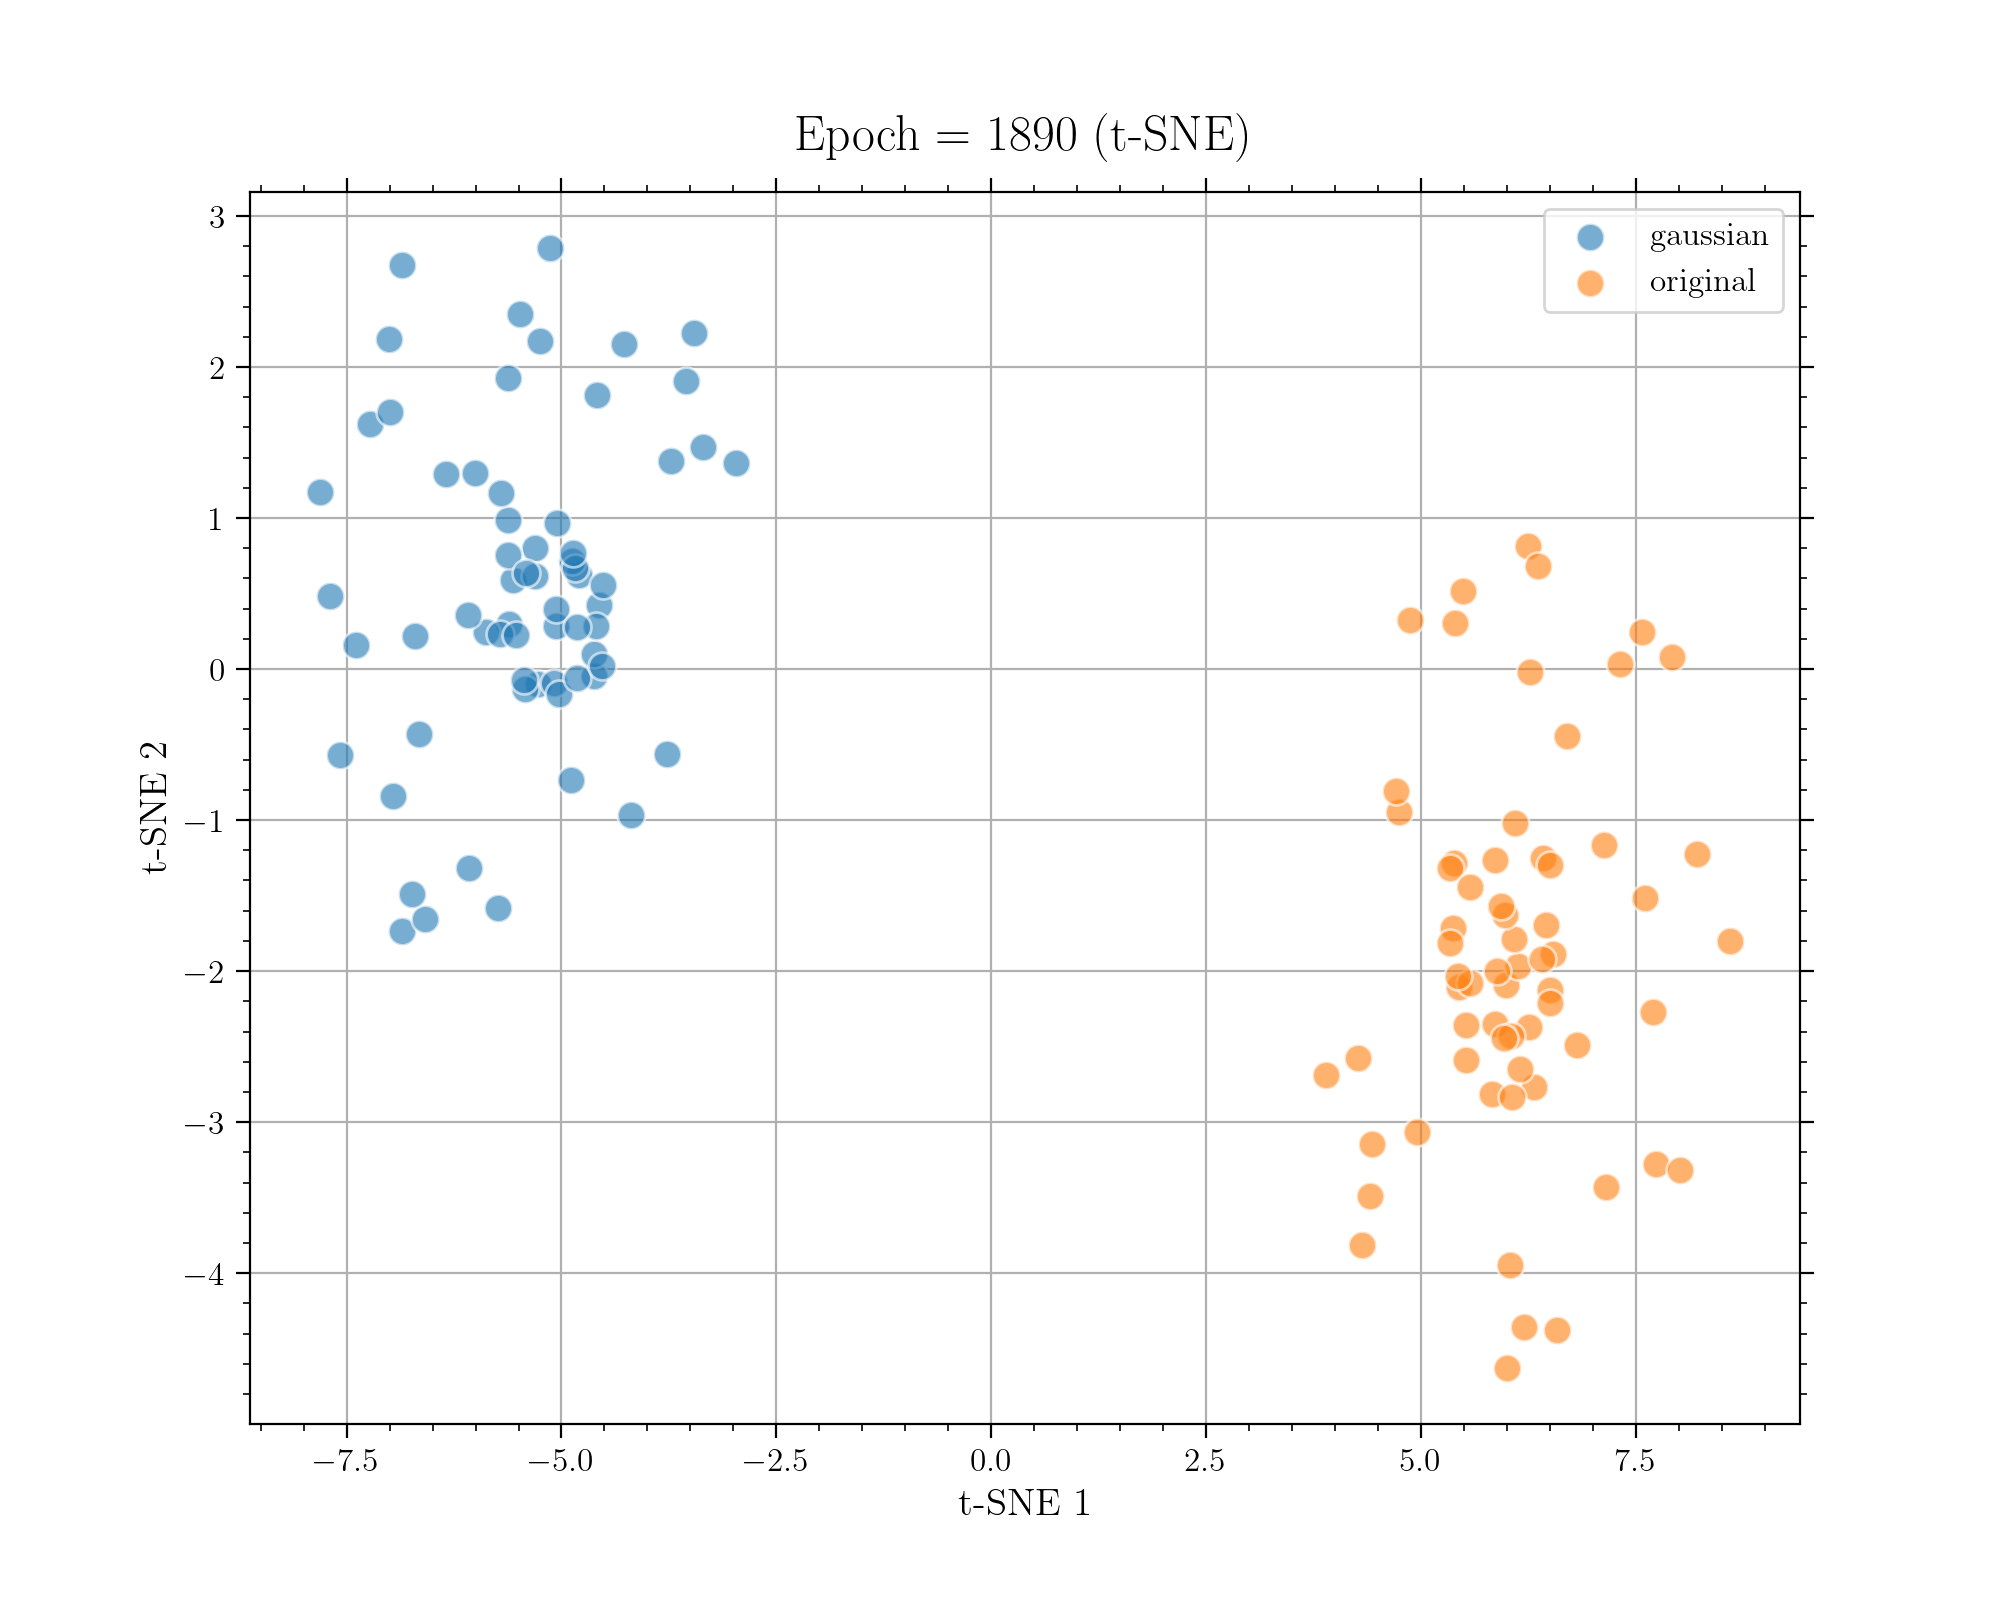 Epoch = 1890 (t-SNE)
gaussian
original
3
2
1
0
−1
−2
−3
−4
t-SNE 2
−7.5 −5.0 −2.5 0.0 2.5 5.0 7.5
t-SNE 1